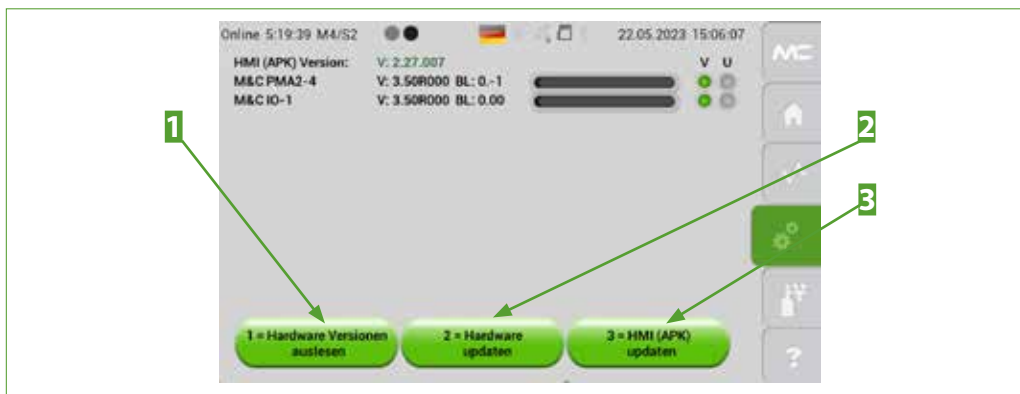 Online 5:19:39 M4/S2 22.05.2023 15:06:07
HMI (APK) Version: V: 2.27.007 V U
M&C PMA2-4 V: 3.50R000 BL: 0.-1
M&C IO-1 V: 3.50R000 BL: 0.00
1
2
3
1 = Hardware Versionen
auslesen
2 = Hardware
updaten
3 = HMI (APK)
updaten
MC
?